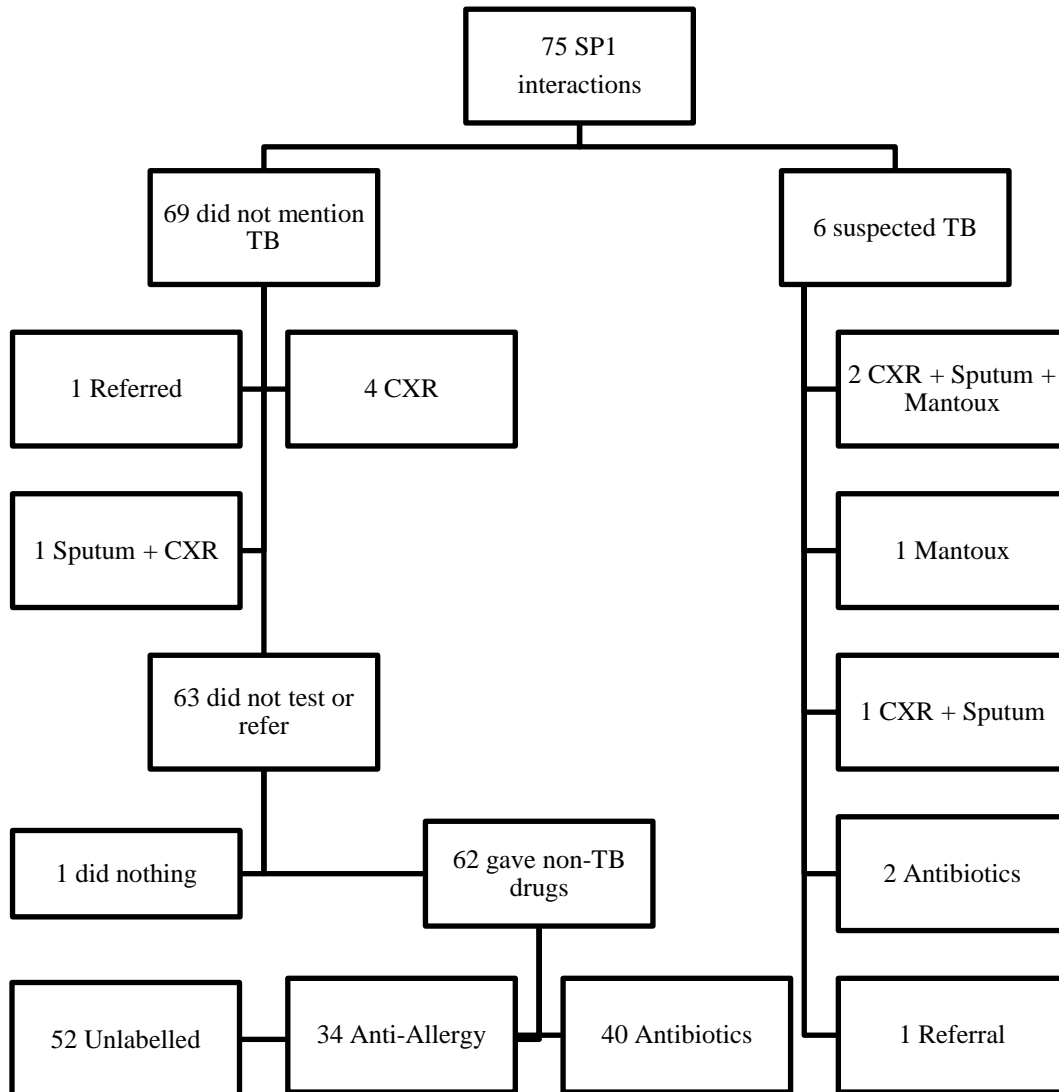 75 SP1
interactions
69 did not mention
TB
6 suspected TB
1 Referred
4 CXR
2 CXR + Sputum +
Mantoux
1 Sputum + CXR
1 Mantoux
63 did not test or
refer
1 CXR + Sputum
1 did nothing
62 gave non-TB
drugs
2 Antibiotics
52 Unlabelled
34 Anti-Allergy
40 Antibiotics
1 Referral